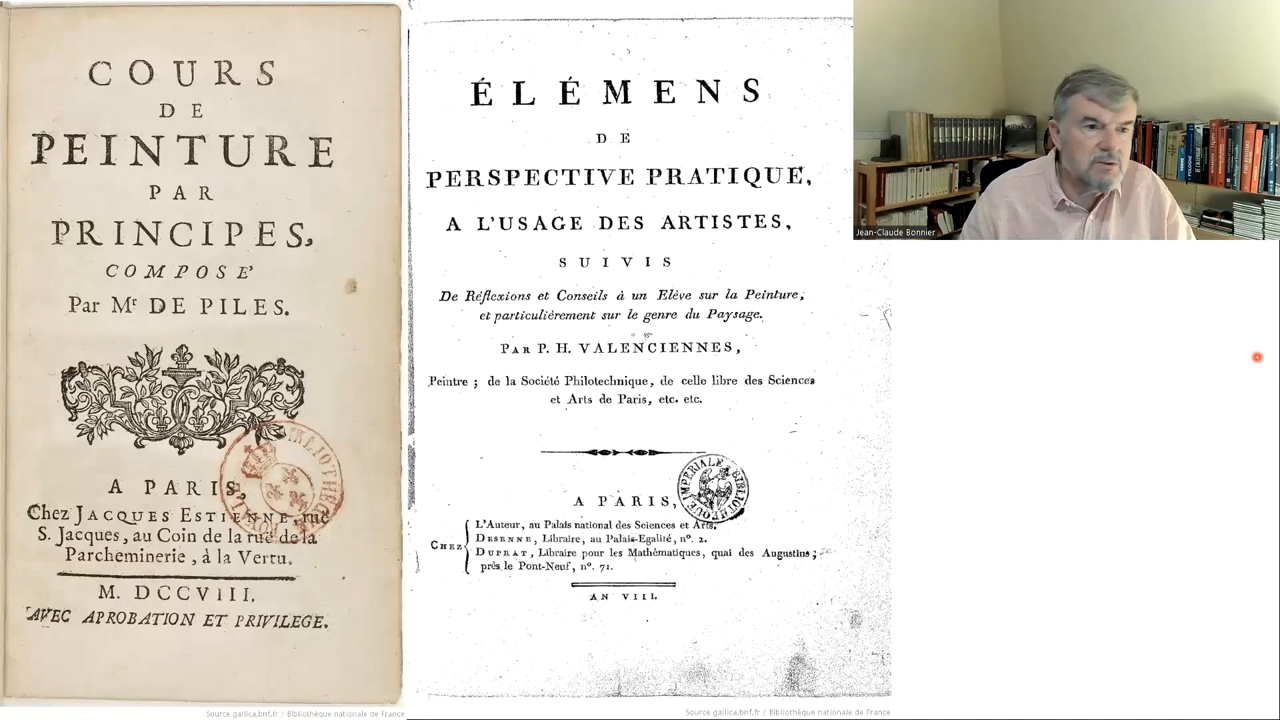 COURS
DE
PEINTURE
PAR
PRINCIPES,
COMPOSE'
Par Mr DE PILES.
A PARIS,
Chez JACQUES ESTIENNE, rue
S. Jacques, au Coin de la rue de la
Parcheminerie, à la Vertu.
M. DCCVIII.
AVEC APROBATION ET PRIVILEGE.
Source gallica.bnf.fr / Bibliothèque nationale de France
ÉLÉMENS
DE
PERSPECTIVE PRATIQUE,
A L'USAGE DES ARTISTES,
SUIVIS
De Réflexions et Conseils à un Elève sur la Peinture,
et particulièrement sur le genre du Paysage.
PAR P. H. VALENCIENNES,
Peintre ; de la Société Philotechnique, de celle libre des Sciences
et Arts de Paris, etc. etc.
A PARIS,
CHEZ
L'Auteur, au Palais national des Sciences et Arts.
DESENNE, Libraire, au Palais-Egalité, n°. 2.
DUPRAT, Libraire pour les Mathématiques, quai des Augustins ;
près le Pont-Neuf, n°. 71.
AN VIII.
BIBLIOTHÈQUE IMPERIALE
Source gallica.bnf.fr / Bibliothèque nationale de France
Jean-Claude Bonnier